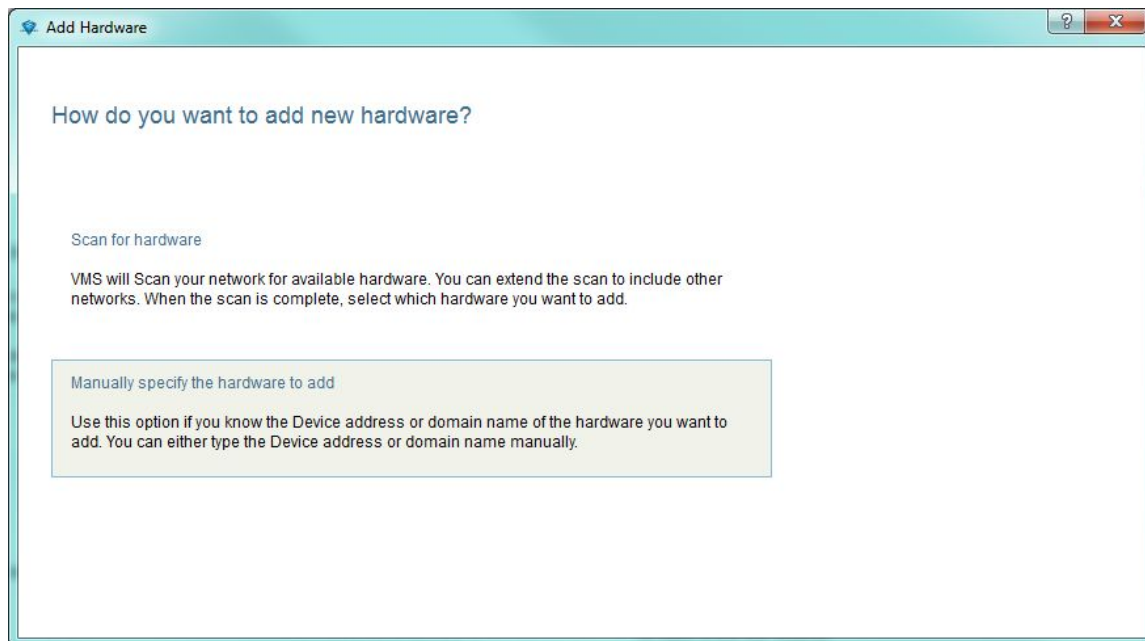 Add Hardware
How do you want to add new hardware?
Scan for hardware
VMS will Scan your network for available hardware. You can extend the scan to include other
networks. When the scan is complete, select which hardware you want to add.
Manually specify the hardware to add
Use this option if you know the Device address or domain name of the hardware you want to
add. You can either type the Device address or domain name manually.